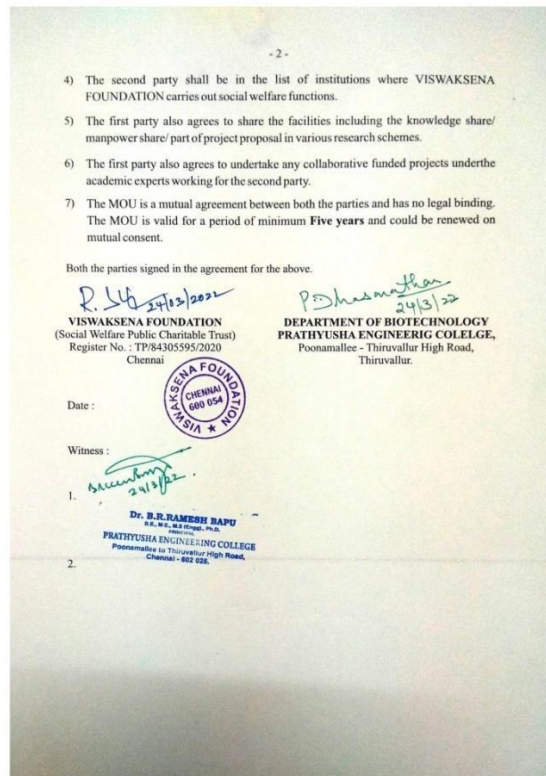 - 2 -
4) The second party shall be in the list of institutions where VISWAKSENA
FOUNDATION carries out social welfare functions.
5) The first party also agrees to share the facilities including the knowledge share/
manpower share/ part of project proposal in various research schemes.
6) The first party also agrees to undertake any collaborative funded projects underthe
academic experts working for the second party.
7) The MOU is a mutual agreement between both the parties and has no legal binding.
The MOU is valid for a period of minimum Five years and could be renewed on
mutual consent.
Both the parties signed in the agreement for the above.
24/03/2022
VISWAKSENA FOUNDATION
(Social Welfare Public Charitable Trust)
Register No. : TP/84305595/2020
Chennai
P. Dhasarathan
24/3/22
DEPARTMENT OF BIOTECHNOLOGY
PRATHYUSHA ENGINEERIG COLELGE,
Poonamallee - Thiruvallur High Road,
Thiruvallur.
VISWAKSENA FOUNDATION
CHENNAI
600 054
Date :
Witness :
24/3/22
1.
Dr. B.R.RAMESH BAPU
B.E., M.E., M.S (Engg)., Ph.D.
PRINCIPAL
PRATHYUSHA ENGINEERING COLLEGE
Poonamallee to Thiruvallur High Road,
Chennai - 602 025.
2.